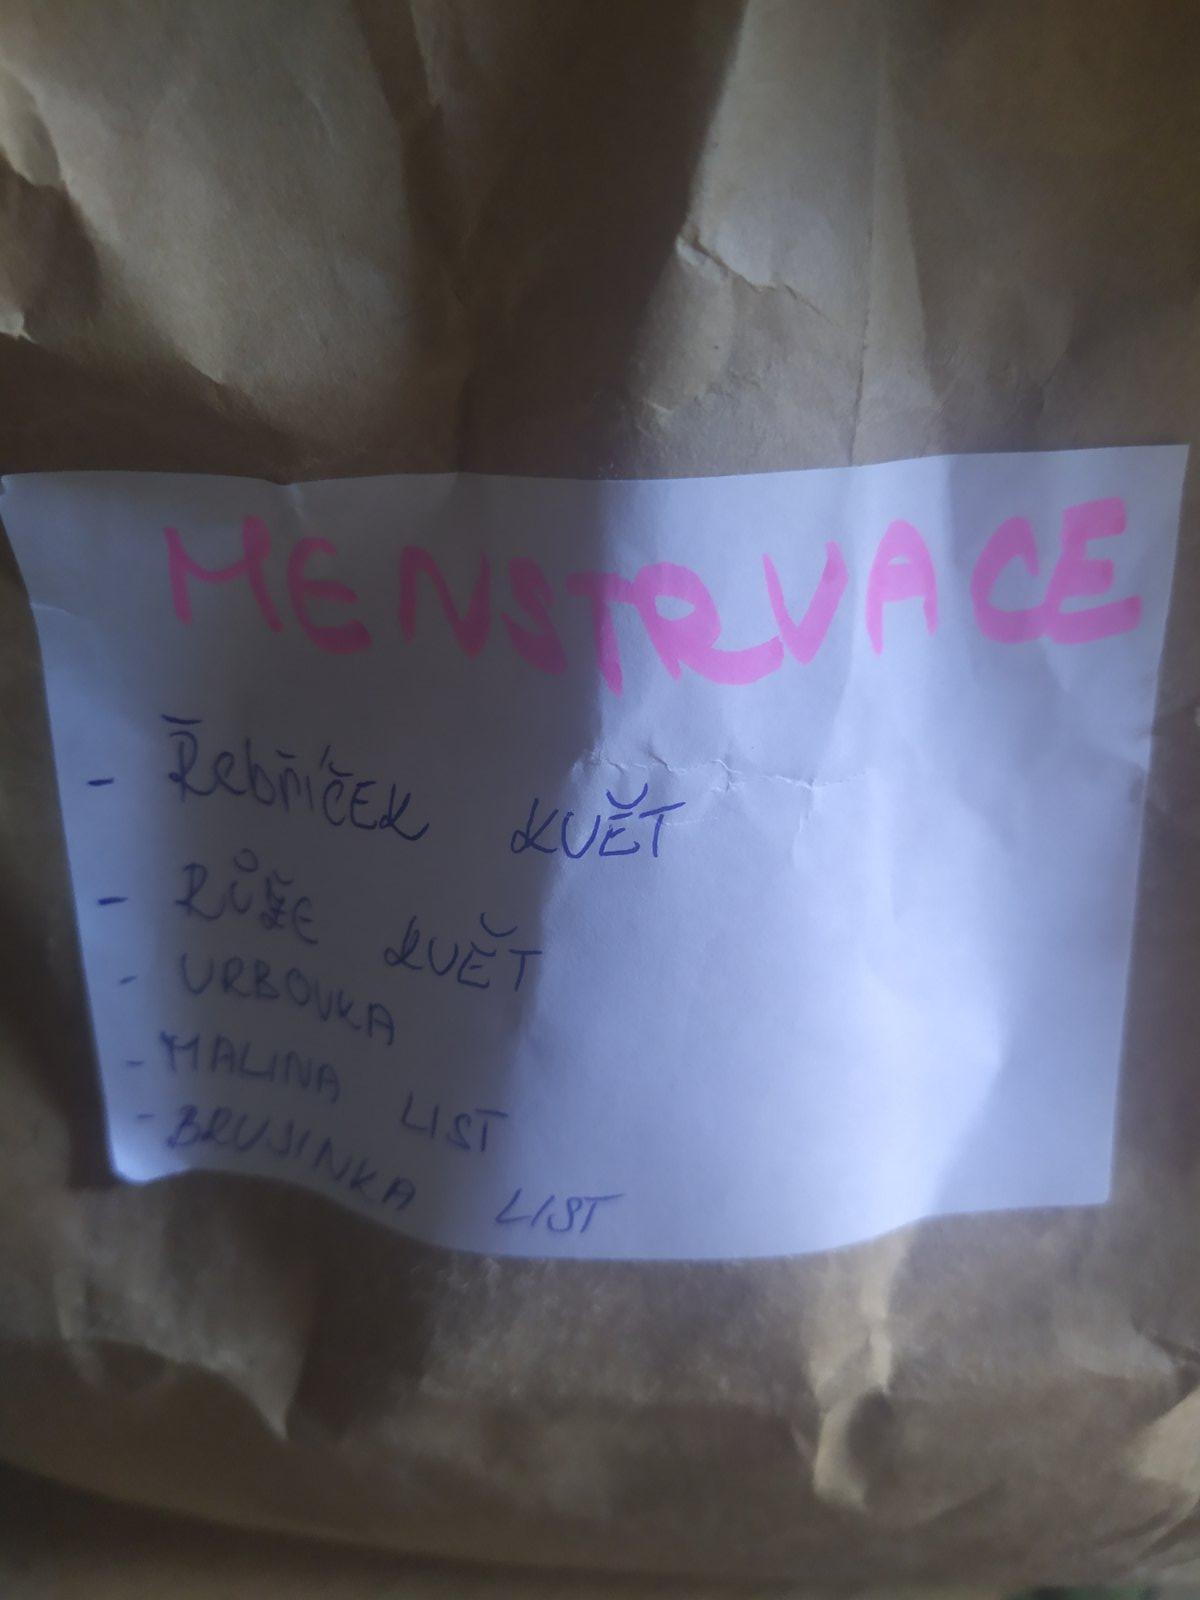 MENSTRUACE
- Řebříček KVĚT
- Růže KVĚT
- VRBOVKA
- MALINA LIST
- BRUSINKA LIST